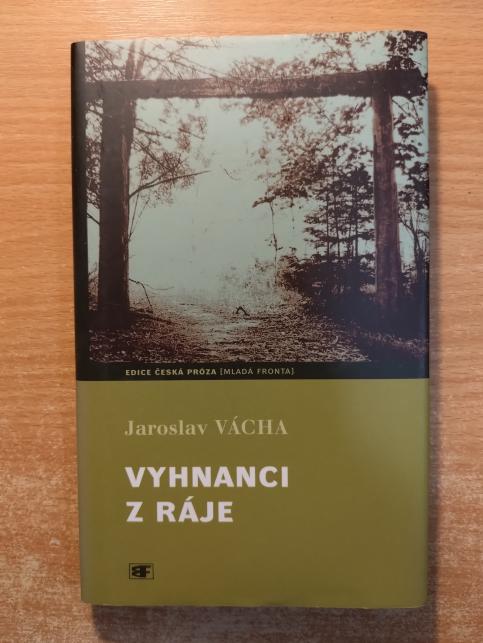 EDICE ČESKÁ PRÓZA [MLADÁ FRONTA]
Jaroslav VÁCHA
VYHNANCI
Z RÁJE